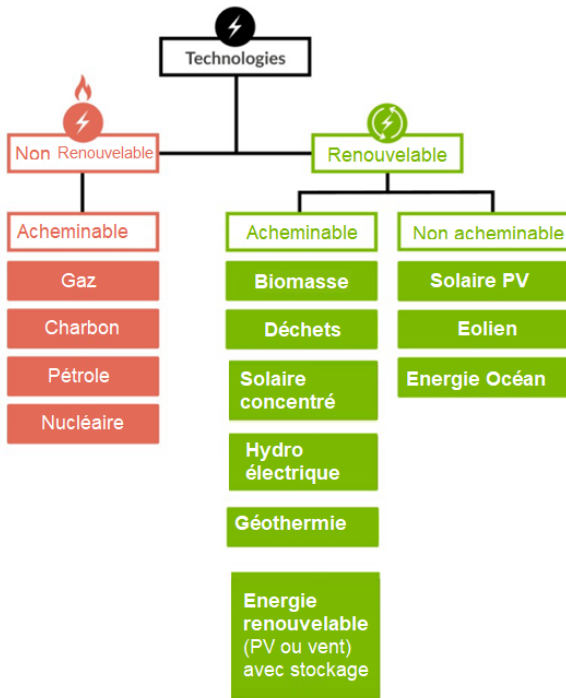 Technologies
Non Renouvelable
Renouvelable
Acheminable
Gaz
Charbon
Pétrole
Nucléaire
Acheminable
Biomasse
Déchets
Solaire
concentré
Hydro
électrique
Géothermie
Energie
renouvelable
(PV ou vent)
avec stockage
Non acheminable
Solaire PV
Eolien
Energie Océan